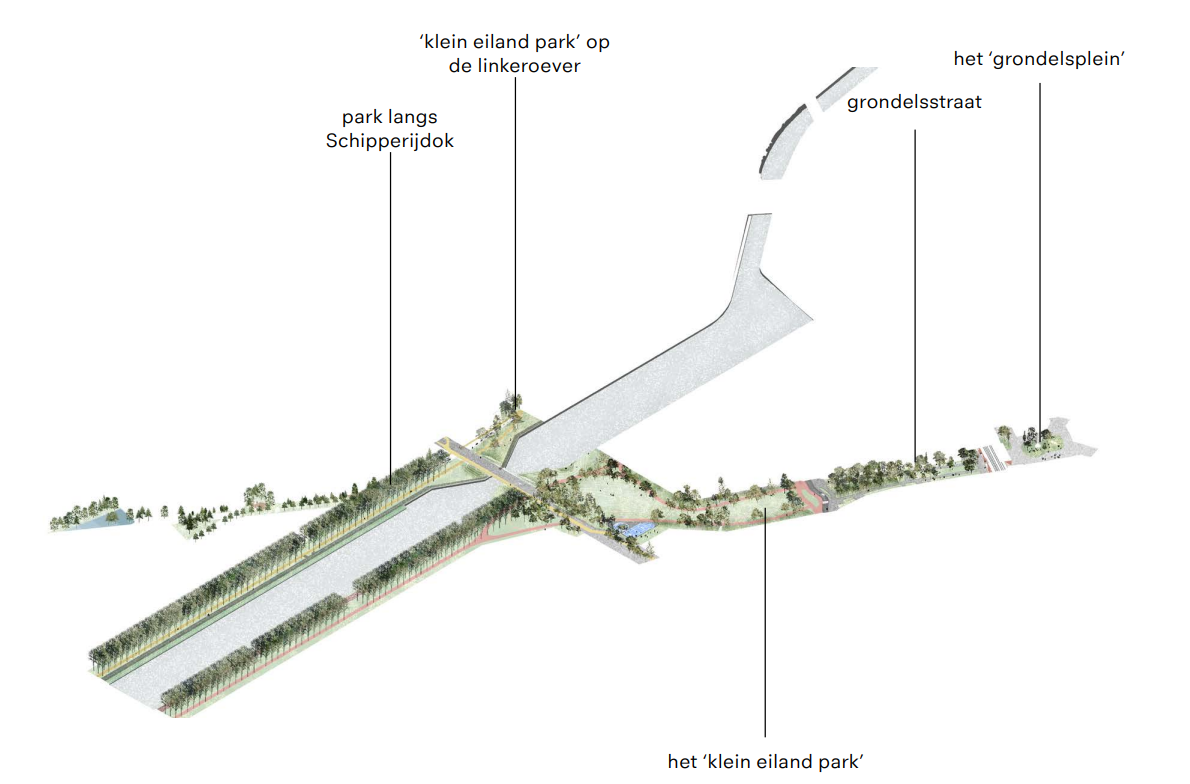 ‘klein eiland park’ op
de linkeroever
het ‘grondelsplein’
grondelsstraat
park langs
Schipperijdok
het ‘klein eiland park’